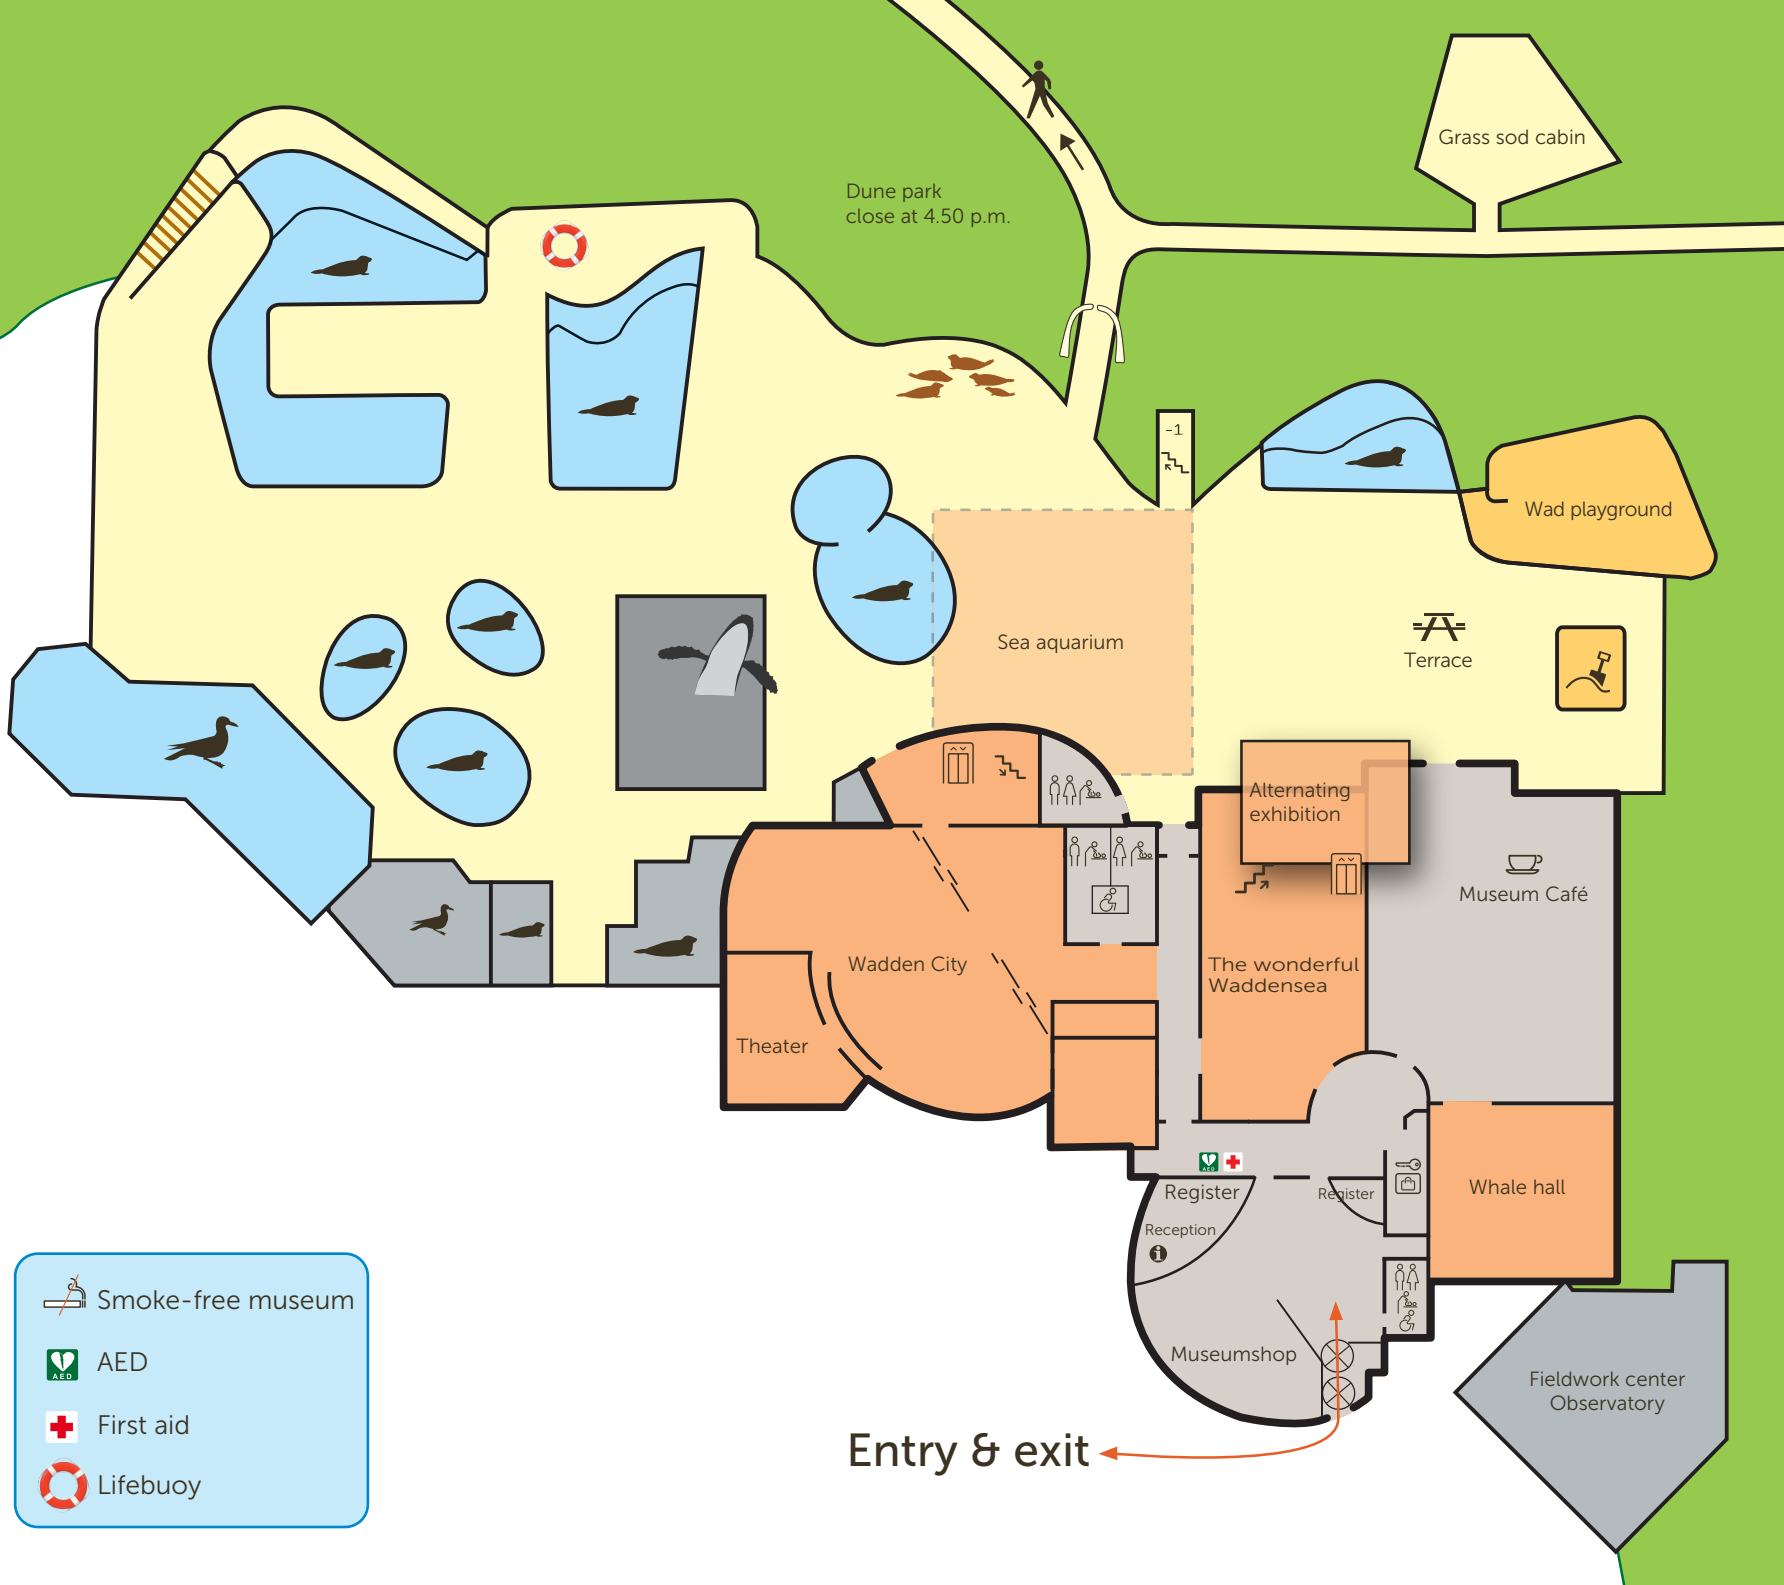 Grass sod cabin
Dune park
close at 4.50 p.m.
-1
Wad playground
Sea aquarium
Terrace
Alternating
exhibition
Museum Café
Wadden City
The wonderful
Waddensea
Theater
AED
Register
Register
Whale hall
Reception
i
Smoke-free museum
Museumshop
AED
AED
Fieldwork center
Observatory
First aid
Entry & exit
Lifebuoy